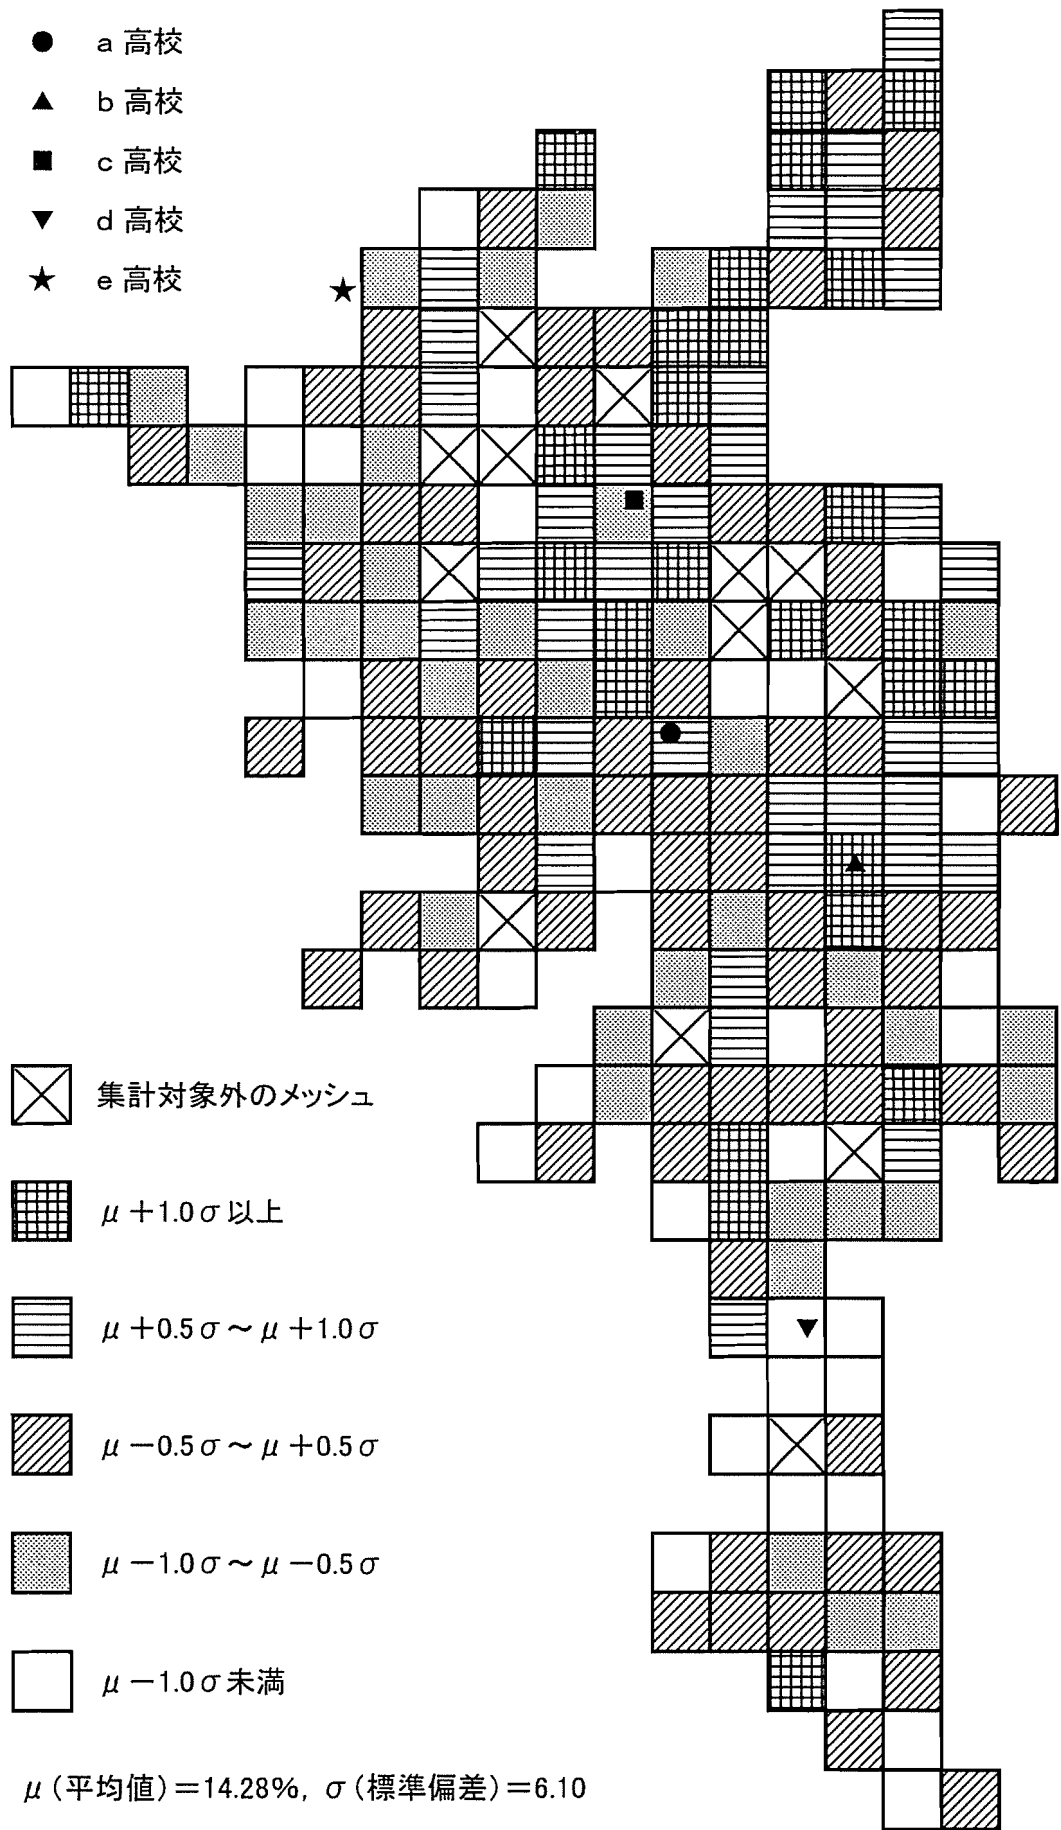 ● a 高校
▲ b 高校
■ c 高校
▼ d 高校
★ e 高校
集計対象外のメッシュ
μ＋1.0σ以上
μ＋0.5σ～μ＋1.0σ
μ－0.5σ～μ＋0.5σ
μ－1.0σ～μ－0.5σ
μ－1.0σ未満
μ（平均値）＝14.28%，σ（標準偏差）＝6.10